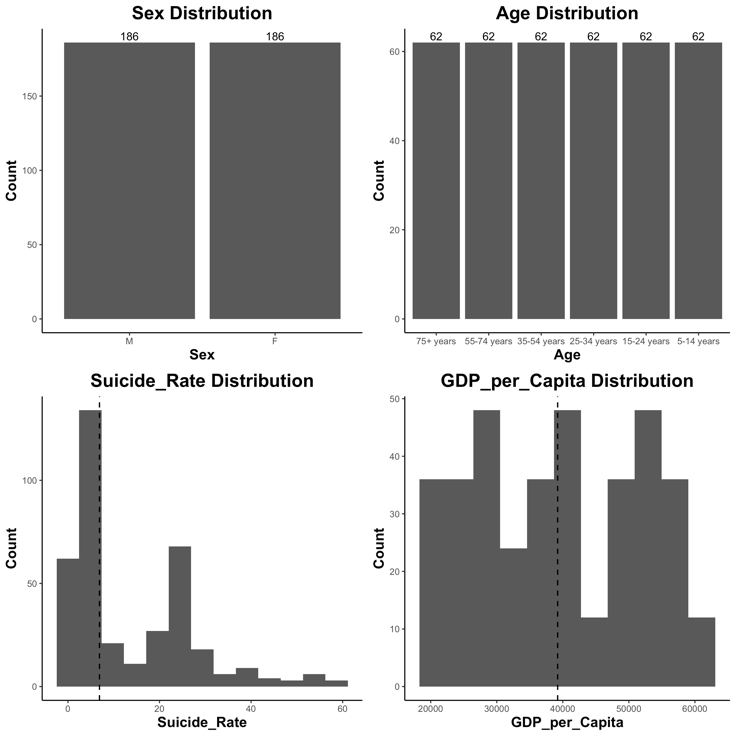 Sex Distribution
186 186
Count
150
100
50
0
M F
Sex
Age Distribution
62 62 62 62 62 62
Count
60
40
20
0
75+ years 55-74 years 35-54 years 25-34 years 15-24 years 5-14 years
Age
Suicide_Rate Distribution
Count
100
50
0
0 20 40 60
Suicide_Rate
GDP_per_Capita Distribution
Count
50
40
30
20
10
0
20000 30000 40000 50000 60000
GDP_per_Capita